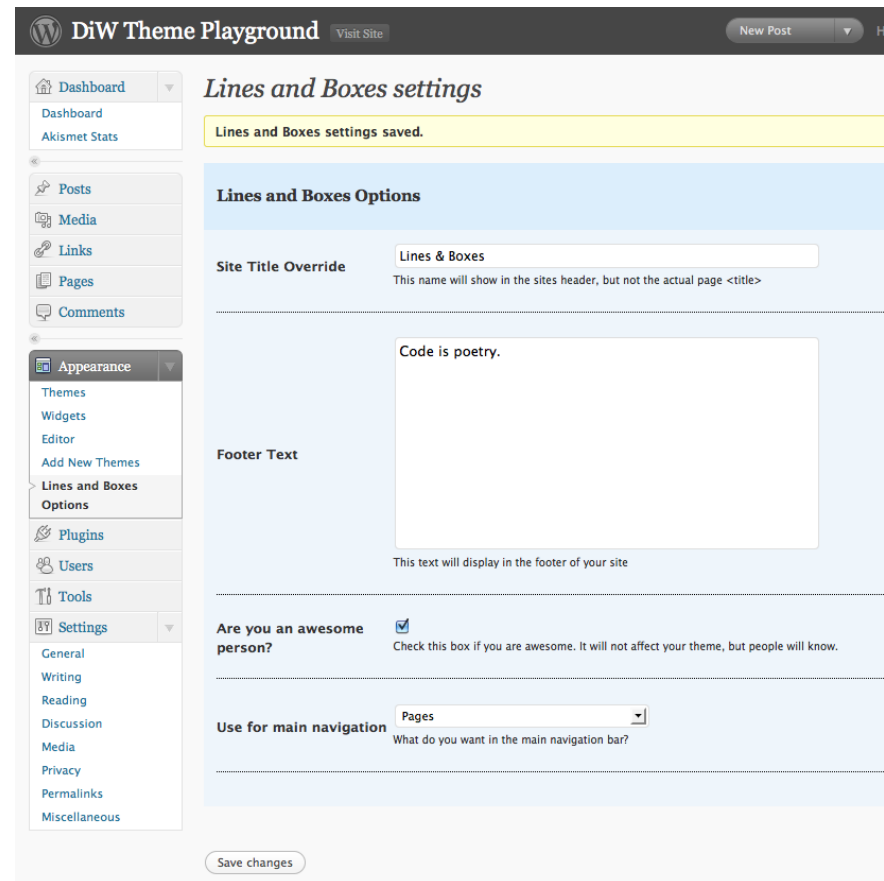 DiW Theme Playground Visit Site New Post
Dashboard
Dashboard
Akismet Stats
Posts
Media
Links
Pages
Comments
Appearance
Themes
Widgets
Editor
Add New Themes
Lines and Boxes
Options
Plugins
Users
Tools
Settings
General
Writing
Reading
Discussion
Media
Privacy
Permalinks
Miscellaneous
Lines and Boxes settings
Lines and Boxes settings saved.
Lines and Boxes Options
Site Title Override
Lines & Boxes
This name will show in the sites header, but not the actual page <title>
Footer Text
Code is poetry.
This text will display in the footer of your site
Are you an awesome
person?
Check this box if you are awesome. It will not affect your theme, but people will know.
Use for main navigation
Pages
What do you want in the main navigation bar?
Save changes